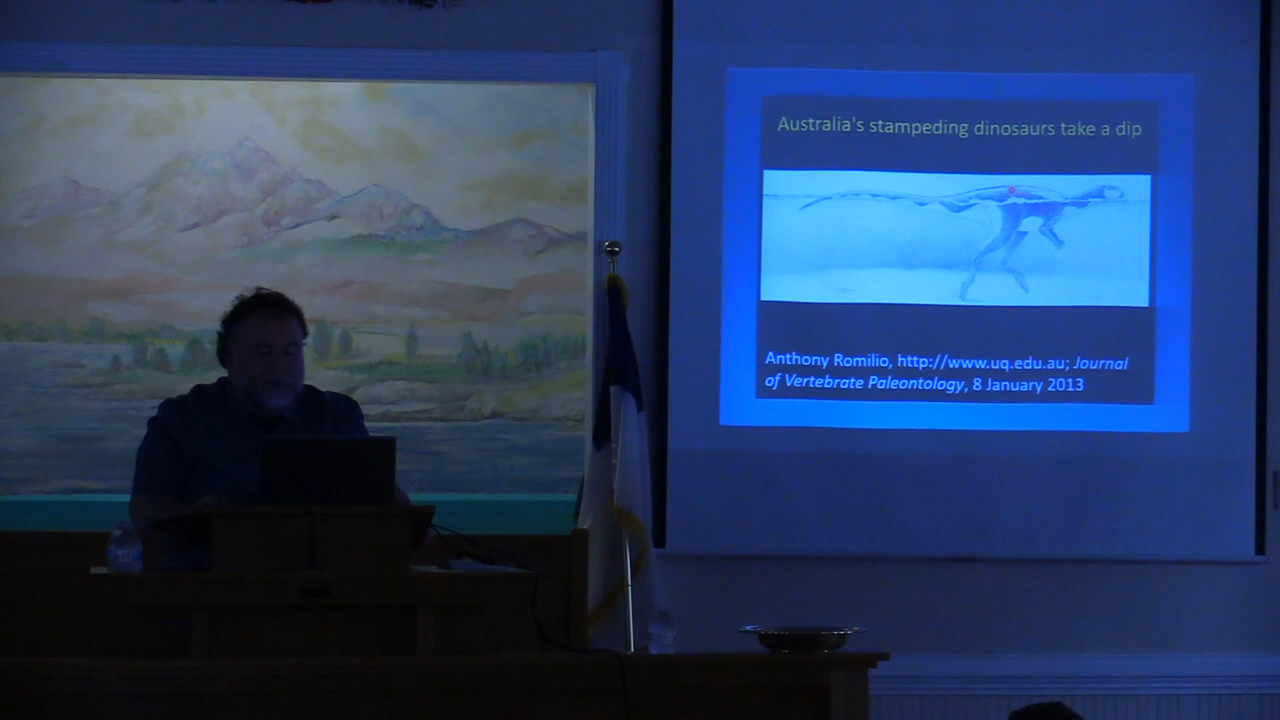 Australia's stampeding dinosaurs take a dip
Anthony Romilio, http://www.uq.edu.au; Journal
of Vertebrate Paleontology, 8 January 2013